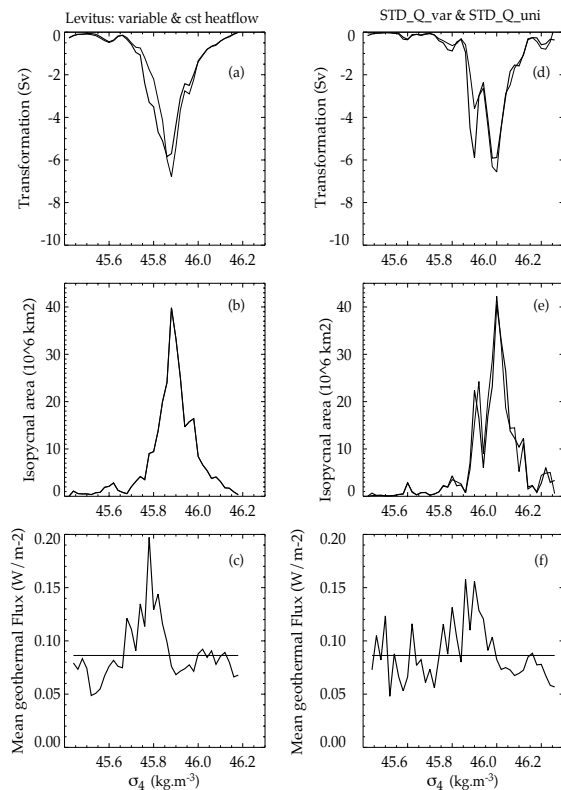 Levitus: variable & cst heatflow
0
-2
-4
-6
-8
-10
Transformation (Sv)
(a)
45.6 45.8 46.0 46.2
STD_Q_var & STD_Q_uni
0
-2
-4
-6
-8
-10
Transformation (Sv)
(d)
45.6 45.8 46.0 46.2
40
30
20
10
0
Isopycnal area (10^6 km2)
(b)
45.6 45.8 46.0 46.2
40
30
20
10
0
Isopycnal area (10^6 km2)
(e)
45.6 45.8 46.0 46.2
0.20
0.15
0.10
0.05
0.00
Mean geothermal Flux (W/m-2)
(c)
45.6 45.8 46.0 46.2
σ₄ (kg.m⁻³)
0.20
0.15
0.10
0.05
0.00
Mean geothermal Flux (W/m-2)
(f)
45.6 45.8 46.0 46.2
σ₄ (kg.m⁻³)